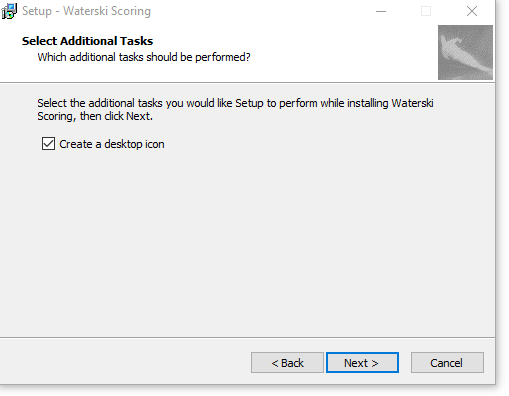 Setup - Waterski Scoring
Select Additional Tasks
Which additional tasks should be performed?
Select the additional tasks you would like Setup to perform while installing Waterski
Scoring, then click Next.
Create a desktop icon
< Back
Next >
Cancel